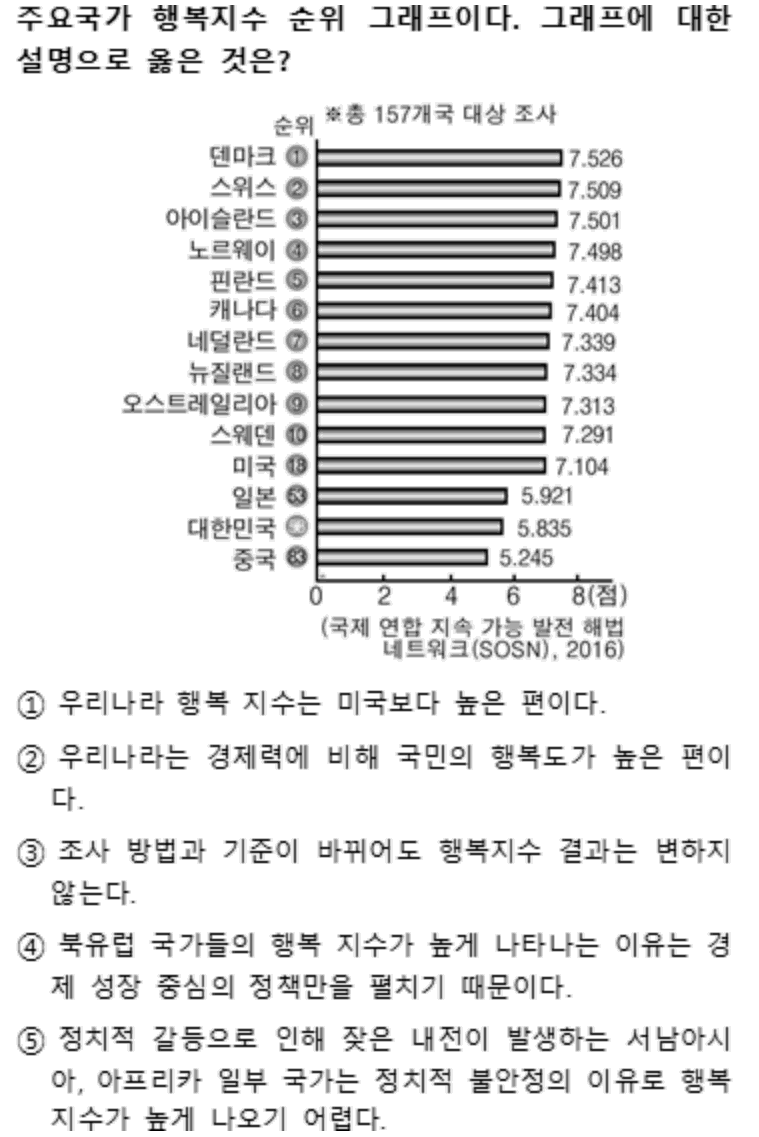 주요국가 행복지수 순위 그래프이다. 그래프에 대한
설명으로 옳은 것은?
순위 ※총 157개국 대상 조사
덴마크 ① 7.526
스위스 ② 7.509
아이슬란드 ③ 7.501
노르웨이 ④ 7.498
핀란드 ⑤ 7.413
캐나다 ⑥ 7.404
네덜란드 ⑦ 7.339
뉴질랜드 ⑧ 7.334
오스트레일리아 ⑨ 7.313
스웨덴 ⑩ 7.291
미국 ⑬ 7.104
일본 53 5.921
대한민국 5.835
중국 83 5.245
0 2 4 6 8(점)
(국제 연합 지속 가능 발전 해법
네트워크(SOSN), 2016)
① 우리나라 행복 지수는 미국보다 높은 편이다.
② 우리나라는 경제력에 비해 국민의 행복도가 높은 편이
다.
③ 조사 방법과 기준이 바뀌어도 행복지수 결과는 변하지
않는다.
④ 북유럽 국가들의 행복 지수가 높게 나타나는 이유는 경
제 성장 중심의 정책만을 펼치기 때문이다.
⑤ 정치적 갈등으로 인해 잦은 내전이 발생하는 서남아시
아, 아프리카 일부 국가는 정치적 불안정의 이유로 행복
지수가 높게 나오기 어렵다.